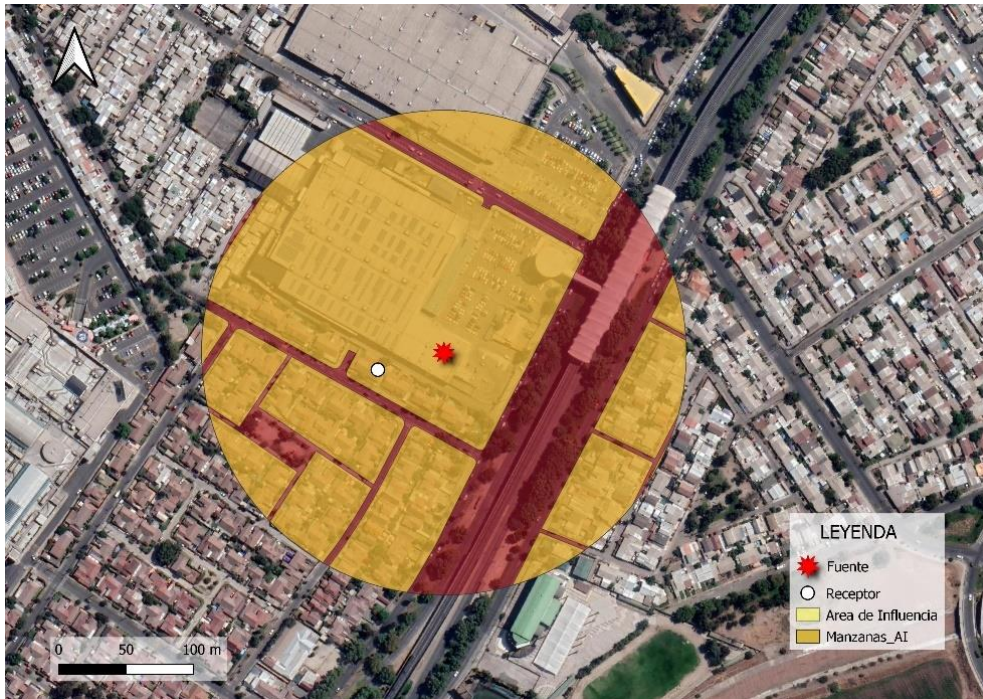 LEYENDA
Fuente
Receptor
Area de Influencia
Manzanas_AI
0 50 100 m